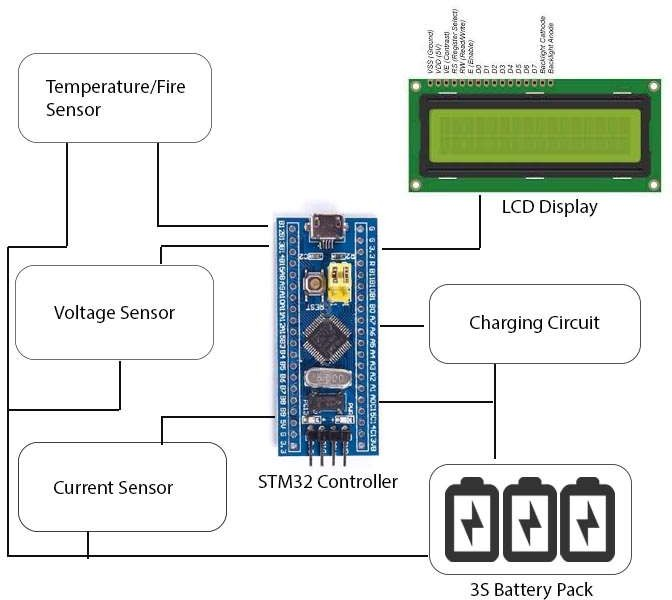 Temperature/Fire
Sensor
VSS (Ground)
VDD (5V)
VE (Contrast)
RS (Register Select)
RW (Read/Write)
E (Enable)
D0
D1
D2
D3
D4
D5
D6
D7
Backlight Cathode
Backlight Anode
LCD Display
Voltage Sensor
REST
Charging Circuit
Current Sensor
STM32 Controller
3S Battery Pack